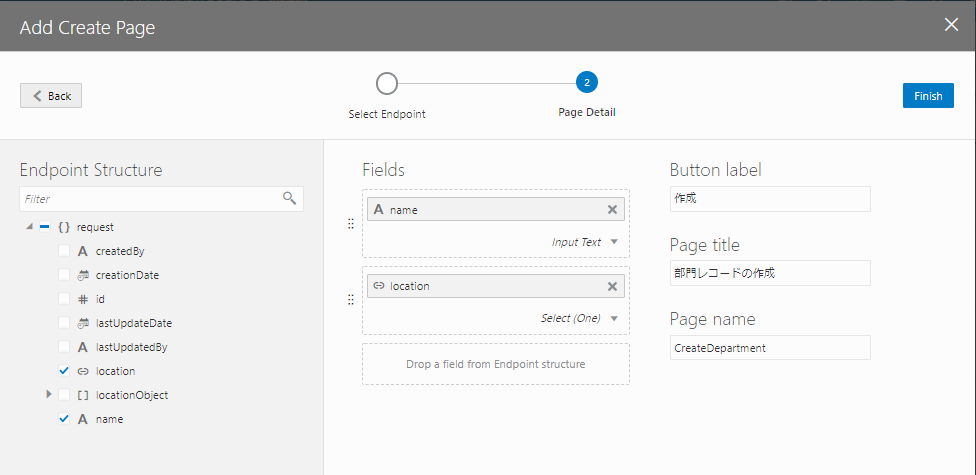 Add Create Page
Back
Select Endpoint
2
Page Detail
Finish
Endpoint Structure
Filter
{ } request
A createdBy
creationDate
# id
lastUpdateDate
A lastUpdatedBy
location
[ ] locationObject
A name
Fields
A name
Input Text
location
Select (One)
Drop a field from Endpoint structure
Button label
作成
Page title
部門レコードの作成
Page name
CreateDepartment